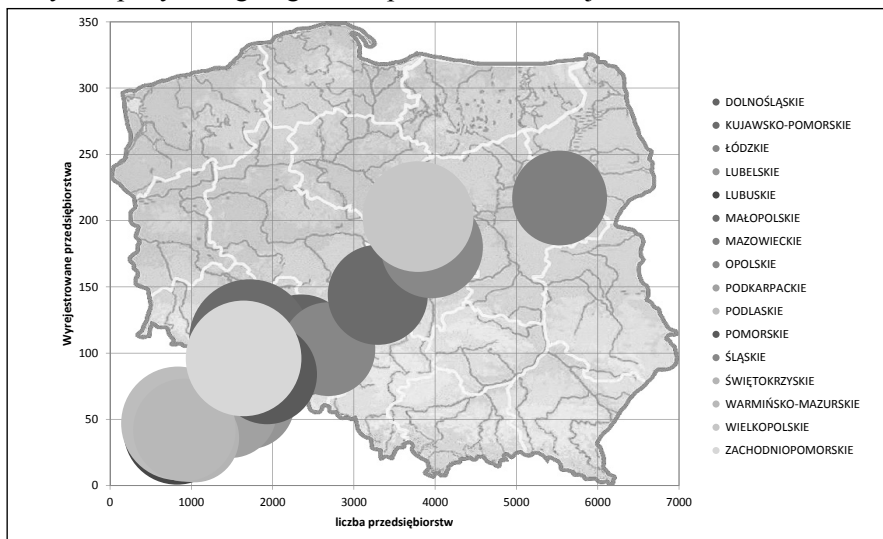 350
300
250
200
150
100
50
0
Wyrejestrowane przedsiębiorstwa
0 1000 2000 3000 4000 5000 6000 7000
liczba przedsiębiorstw
DOLNOŚLĄSKIE
KUJAWSKO-POMORSKIE
ŁÓDZKIE
LUBELSKIE
LUBUSKIE
MAŁOPOLSKIE
MAZOWIECKIE
OPOLSKIE
PODKARPACKIE
PODLASKIE
POMORSKIE
ŚLĄSKIE
ŚWIĘTOKRZYSKIE
WARMIŃSKO-MAZURSKIE
WIELKOPOLSKIE
ZACHODNIOPOMORSKIE